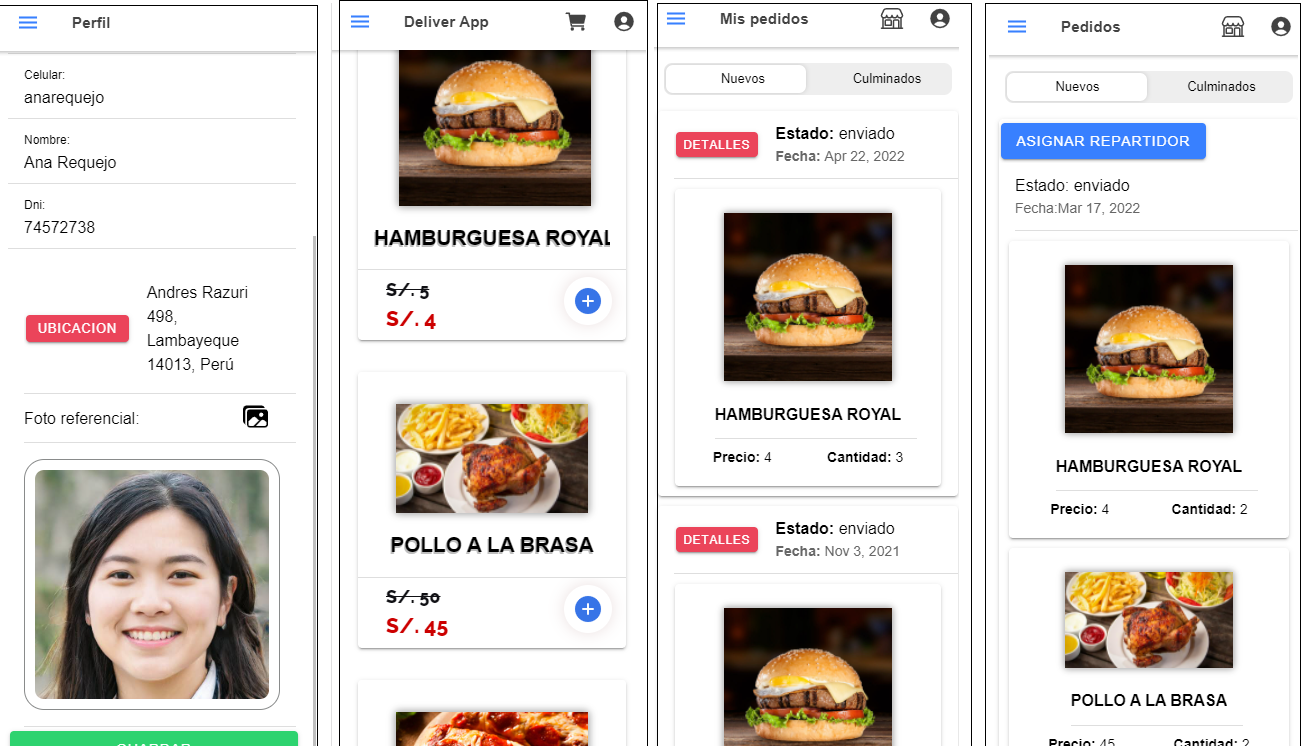 Perfil
Celular:
anarequejo
Nombre:
Ana Requejo
Dni:
74572738
UBICACION
Andres Razuri
498,
Lambayeque
14013, Perú
Foto referencial:
Deliver App
HAMBURGUESA ROYAL
S/. 5
S/. 4
POLLO A LA BRASA
S/. 50
S/. 45
Mis pedidos
Nuevos
Culminados
DETALLES
Estado: enviado
Fecha: Apr 22, 2022
HAMBURGUESA ROYAL
Precio: 4
Cantidad: 3
DETALLES
Estado: enviado
Fecha: Nov 3, 2021
Pedidos
Nuevos
Culminados
ASIGNAR REPARTIDOR
Estado: enviado
Fecha:Mar 17, 2022
HAMBURGUESA ROYAL
Precio: 4
Cantidad: 2
POLLO A LA BRASA
Precio: 45
Cantidad: 2